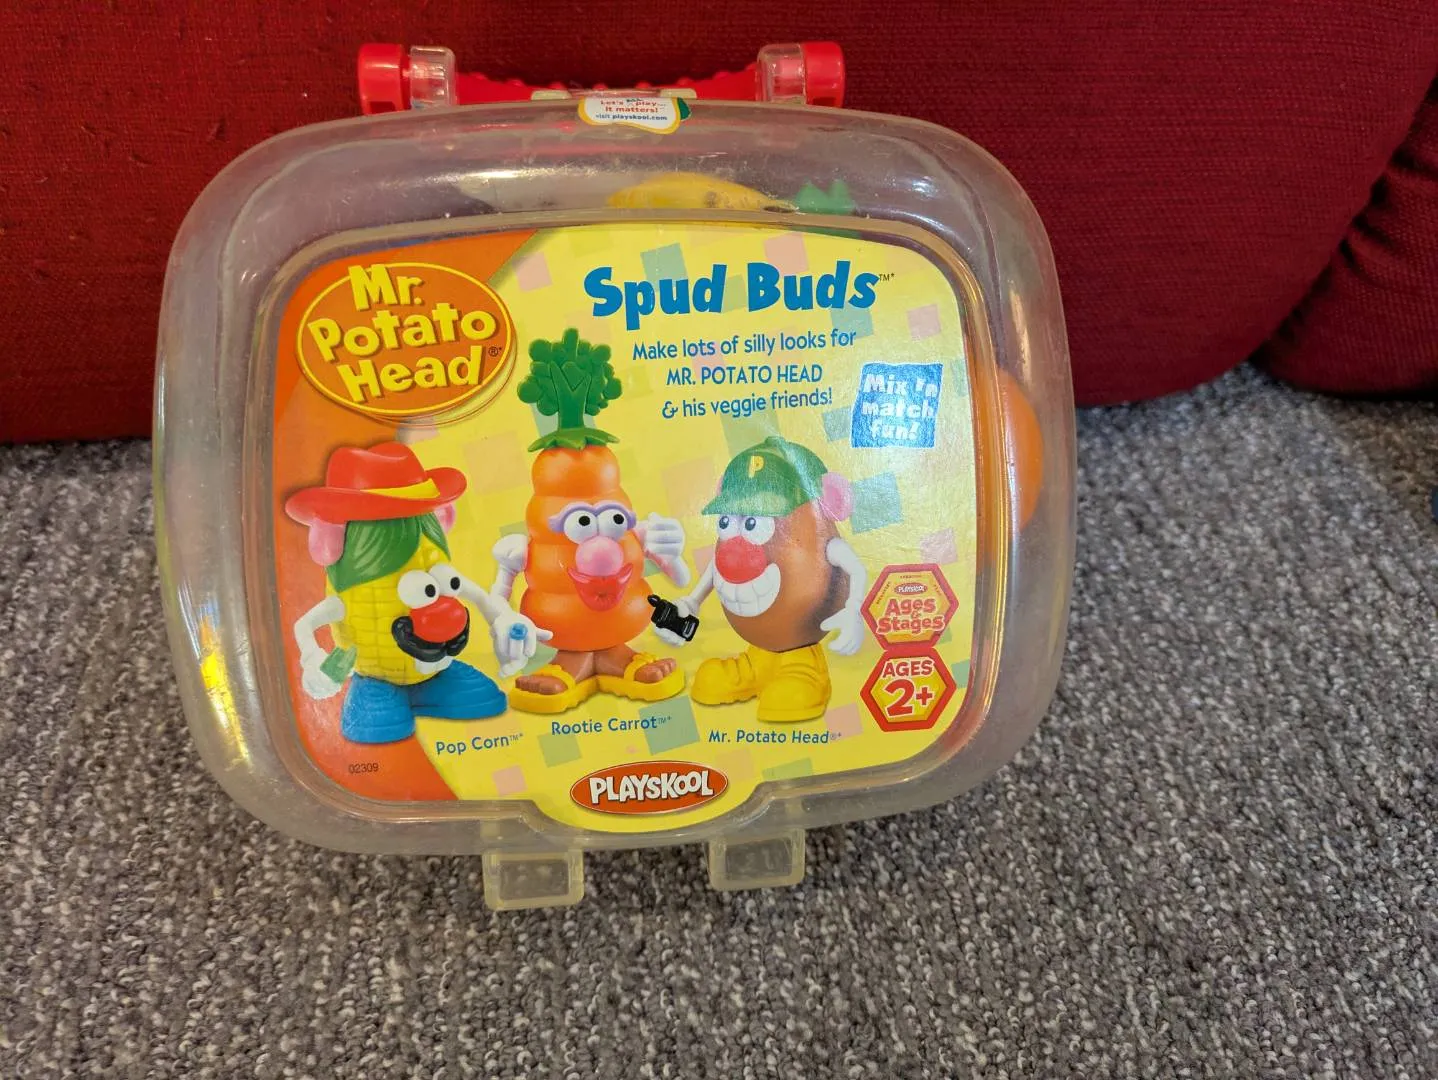 Let's play...
it matters!™
visit playskool.com
Mr.
Potato
Head®*
Spud Buds™*
Make lots of silly looks for
MR. POTATO HEAD
& his veggie friends!
Mix 'n
match
fun!
P
PLAYSKOOL
Ages
&
Stages
AGES
2+
Pop Corn™*
Rootie Carrot™*
Mr. Potato Head®*
02309
PLAYSKOOL